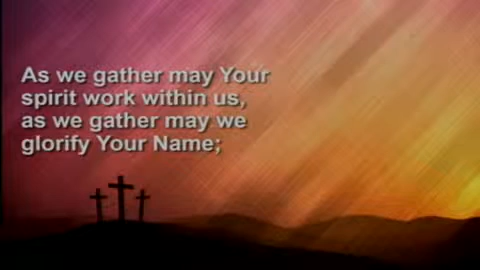 As we gather may Your
spirit work within us,
as we gather may we
glorify Your Name;